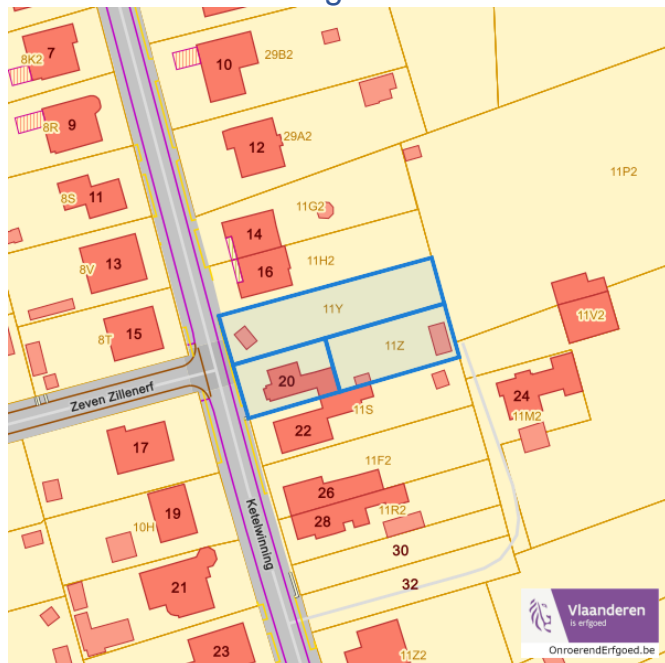 7
8K2
10
29B2
9
8R
12
29A2
11P2
11
8S
11G2
14
13
8V
11H2
16
11Y
11V2
15
8T
11Z
20
Zeven Zillenerf
24
11M2
11S
22
17
11F2
26
11R2
28
Ketelwinning
19
10H
30
32
21
Vlaanderen
is erfgoed
23
11Z2
OnroerendErfgoed.be